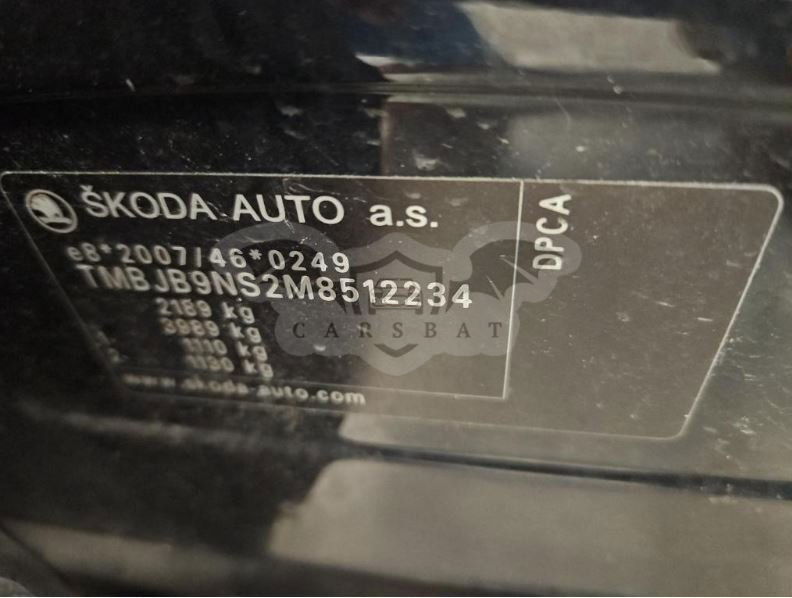 ŠKODA AUTO a.s.
e8*2007/46*0249
TMBJB9NS2M8512234
2189 kg
3989 kg
1110 kg
1130 kg
www.skoda-auto.com
DPCA
CARSBAT